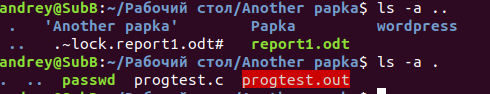 andrey@SubB:~/Рабочий стол/Another papka$ ls -a ..
.   'Another papka'   Papka   wordpress
..   .~lock.report1.odt#   report1.odt
andrey@SubB:~/Рабочий стол/Another papka$ ls -a .
.  ..  passwd  progtest.c  progtest.out